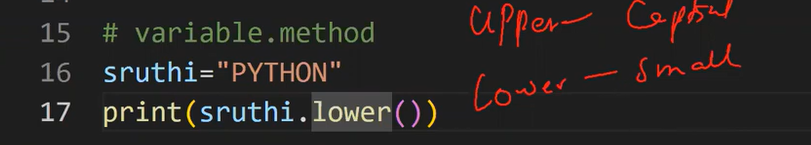 15 # variable.method
16 sruthi="PYTHON"
17 print(sruthi.lower())
Upper - Capital
Lower - Small